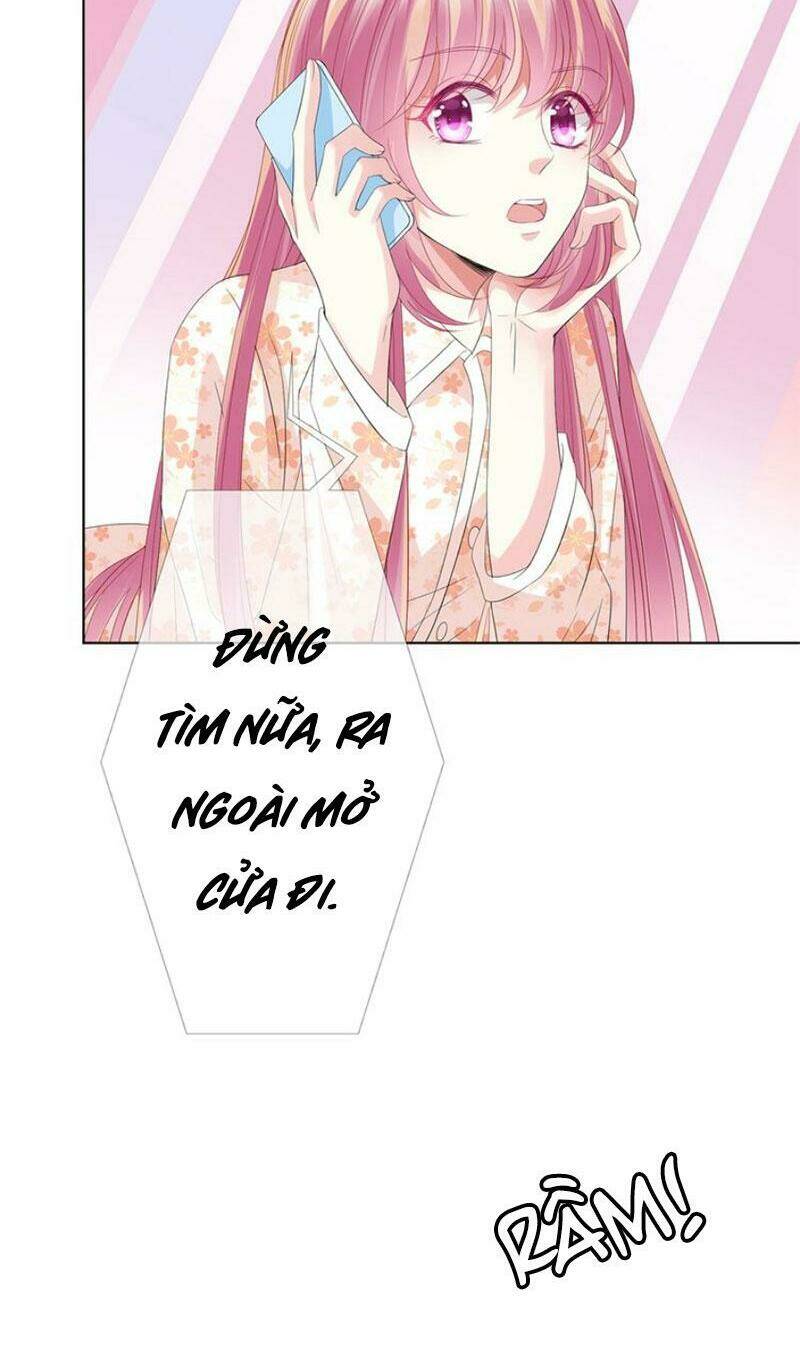 ĐỪNG
TÌM NỮA, RA
NGOÀI MỞ
CỬA ĐI.
RẦM!